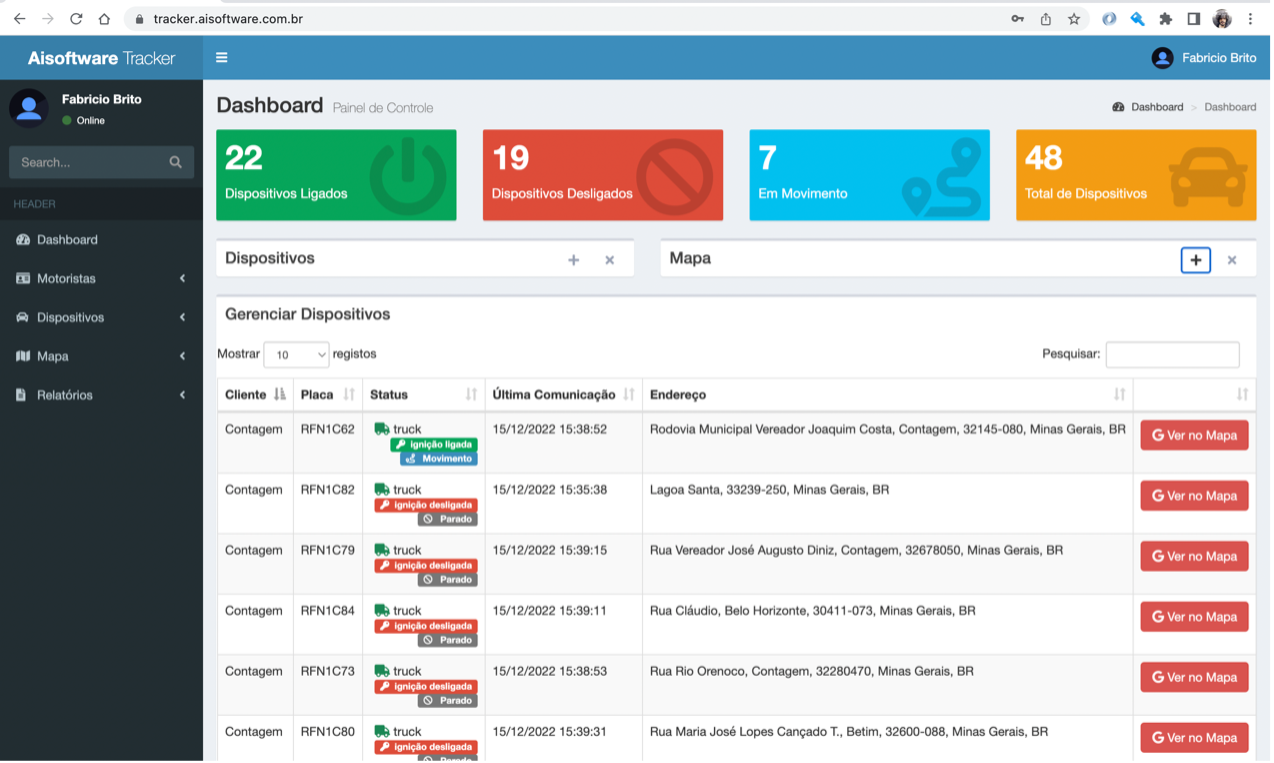 tracker.aisoftware.com.br
Aisoftware Tracker
Fabricio Brito
Fabricio Brito
Online
Search...
HEADER
Dashboard
Motoristas
Dispositivos
Mapa
Relatórios
Dashboard Painel de Controle
Dashboard > Dashboard
22
Dispositivos Ligados
19
Dispositivos Desligados
7
Em Movimento
48
Total de Dispositivos
Dispositivos
Mapa
Gerenciar Dispositivos
Mostrar 10 registos
Pesquisar:
Cliente Placa Status Última Comunicação Endereço
Contagem RFN1C62 truck 15/12/2022 15:38:52 Rodovia Municipal Vereador Joaquim Costa, Contagem, 32145-080, Minas Gerais, BR Ver no Mapa
ignição ligada
Movimento
Contagem RFN1C82 truck 15/12/2022 15:35:38 Lagoa Santa, 33239-250, Minas Gerais, BR Ver no Mapa
ignição desligada
Parado
Contagem RFN1C79 truck 15/12/2022 15:39:15 Rua Vereador José Augusto Diniz, Contagem, 32678050, Minas Gerais, BR Ver no Mapa
ignição desligada
Parado
Contagem RFN1C84 truck 15/12/2022 15:39:11 Rua Cláudio, Belo Horizonte, 30411-073, Minas Gerais, BR Ver no Mapa
ignição desligada
Parado
Contagem RFN1C73 truck 15/12/2022 15:38:53 Rua Rio Orenoco, Contagem, 32280470, Minas Gerais, BR Ver no Mapa
ignição desligada
Parado
Contagem RFN1C80 truck 15/12/2022 15:39:31 Rua Maria José Lopes Cançado T., Betim, 32600-088, Minas Gerais, BR Ver no Mapa
ignição desligada
Parado